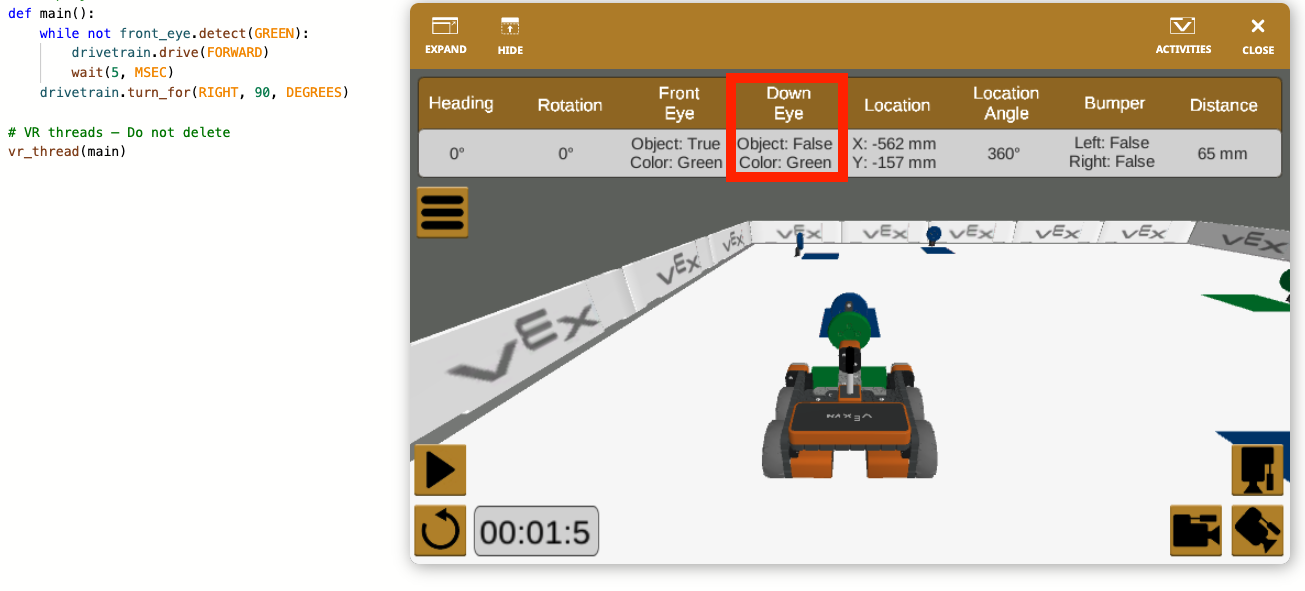 def main():
while not front_eye.detect(GREEN):
drivetrain.drive(FORWARD)
wait(5, MSEC)
drivetrain.turn_for(RIGHT, 90, DEGREES)
# VR threads — Do not delete
vr_thread(main)
EXPAND
HIDE
ACTIVITIES
CLOSE
Heading
Rotation
Front
Eye
Down
Eye
Location
Location
Angle
Bumper
Distance
0°
0°
Object: True
Color: Green
Object: False
Color: Green
X: -562 mm
Y: -157 mm
360°
Left: False
Right: False
65 mm
VEX
VEX
VEX
VEX
VEX
VEX
VEX
VEX
VEX
00:01:5